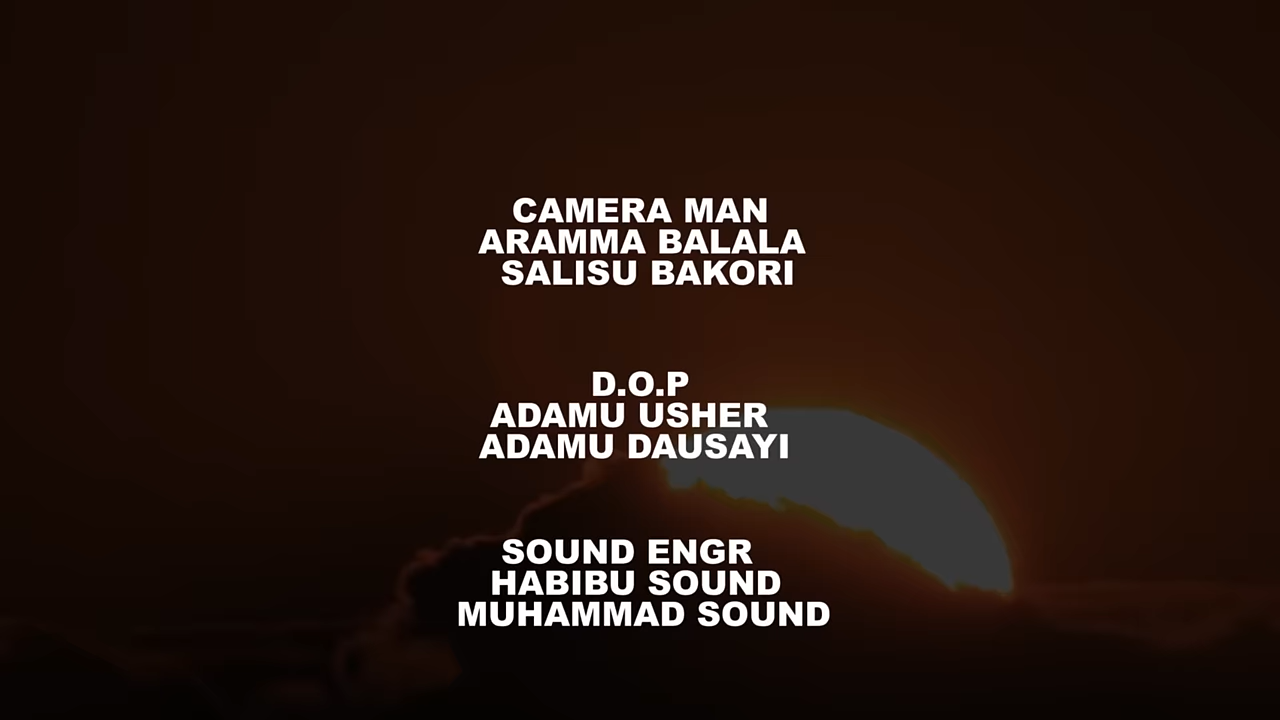 CAMERA MAN
ARAMMA BALALA
SALISU BAKORI
D.O.P
ADAMU USHER
ADAMU DAUSAYI
SOUND ENGR
HABIBU SOUND
MUHAMMAD SOUND